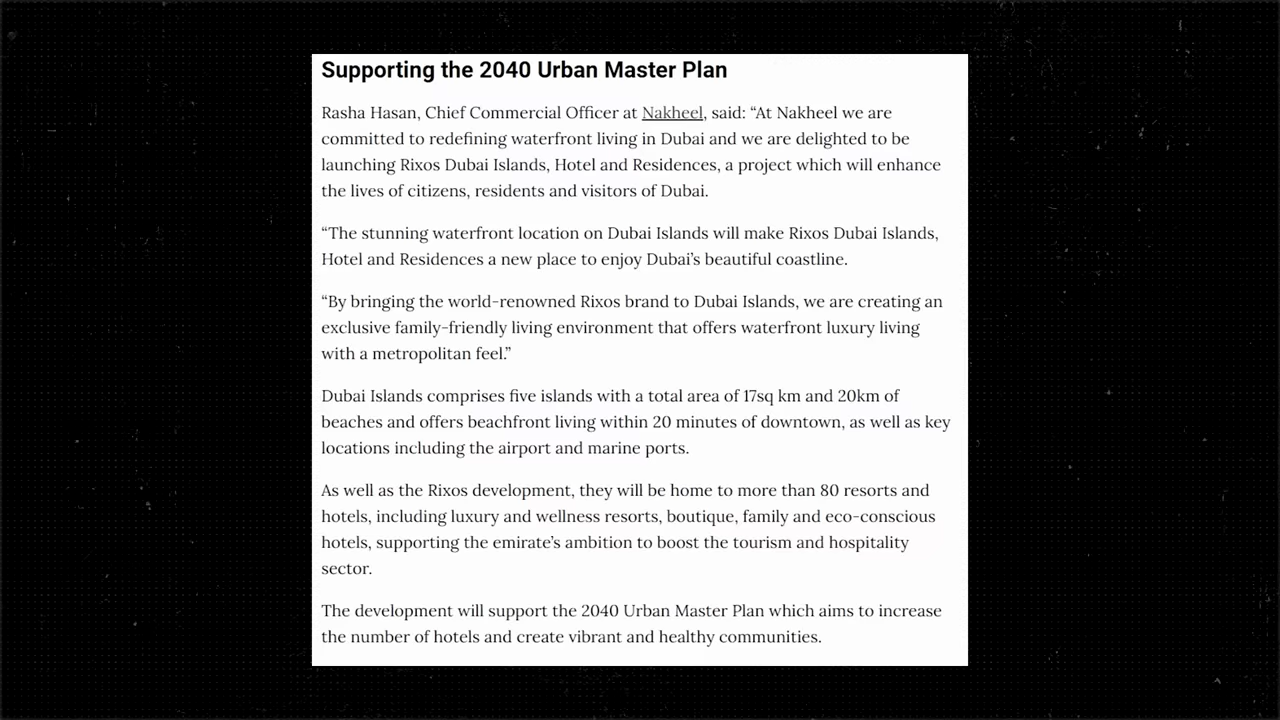 Supporting the 2040 Urban Master Plan
Rasha Hasan, Chief Commercial Officer at Nakheel, said: “At Nakheel we are
committed to redefining waterfront living in Dubai and we are delighted to be
launching Rixos Dubai Islands, Hotel and Residences, a project which will enhance
the lives of citizens, residents and visitors of Dubai.
“The stunning waterfront location on Dubai Islands will make Rixos Dubai Islands,
Hotel and Residences a new place to enjoy Dubai’s beautiful coastline.
“By bringing the world-renowned Rixos brand to Dubai Islands, we are creating an
exclusive family-friendly living environment that offers waterfront luxury living
with a metropolitan feel.”
Dubai Islands comprises five islands with a total area of 17sq km and 20km of
beaches and offers beachfront living within 20 minutes of downtown, as well as key
locations including the airport and marine ports.
As well as the Rixos development, they will be home to more than 80 resorts and
hotels, including luxury and wellness resorts, boutique, family and eco-conscious
hotels, supporting the emirate’s ambition to boost the tourism and hospitality
sector.
The development will support the 2040 Urban Master Plan which aims to increase
the number of hotels and create vibrant and healthy communities.